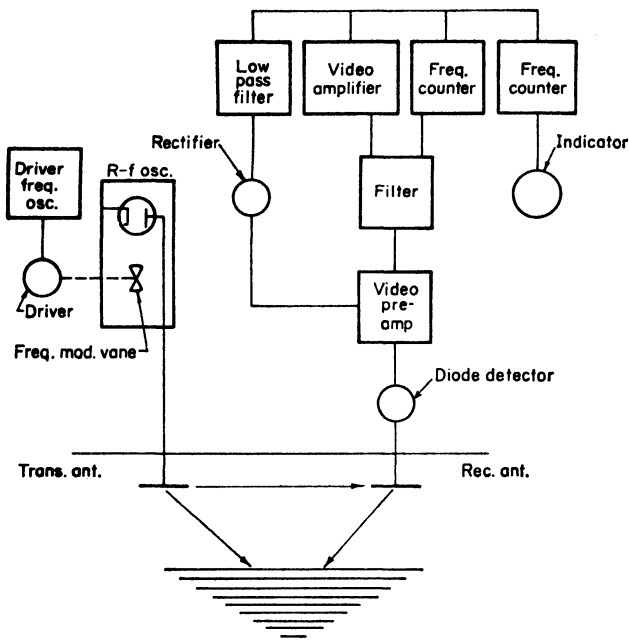 Low
pass
filter
Video
amplifier
Freq.
counter
Freq.
counter
Rectifier
Indicator
Driver
freq.
osc.
R-f osc.
Filter
Driver
Freq. mod. vane
Video
pre-
amp
Diode detector
Trans. ant.
Rec. ant.